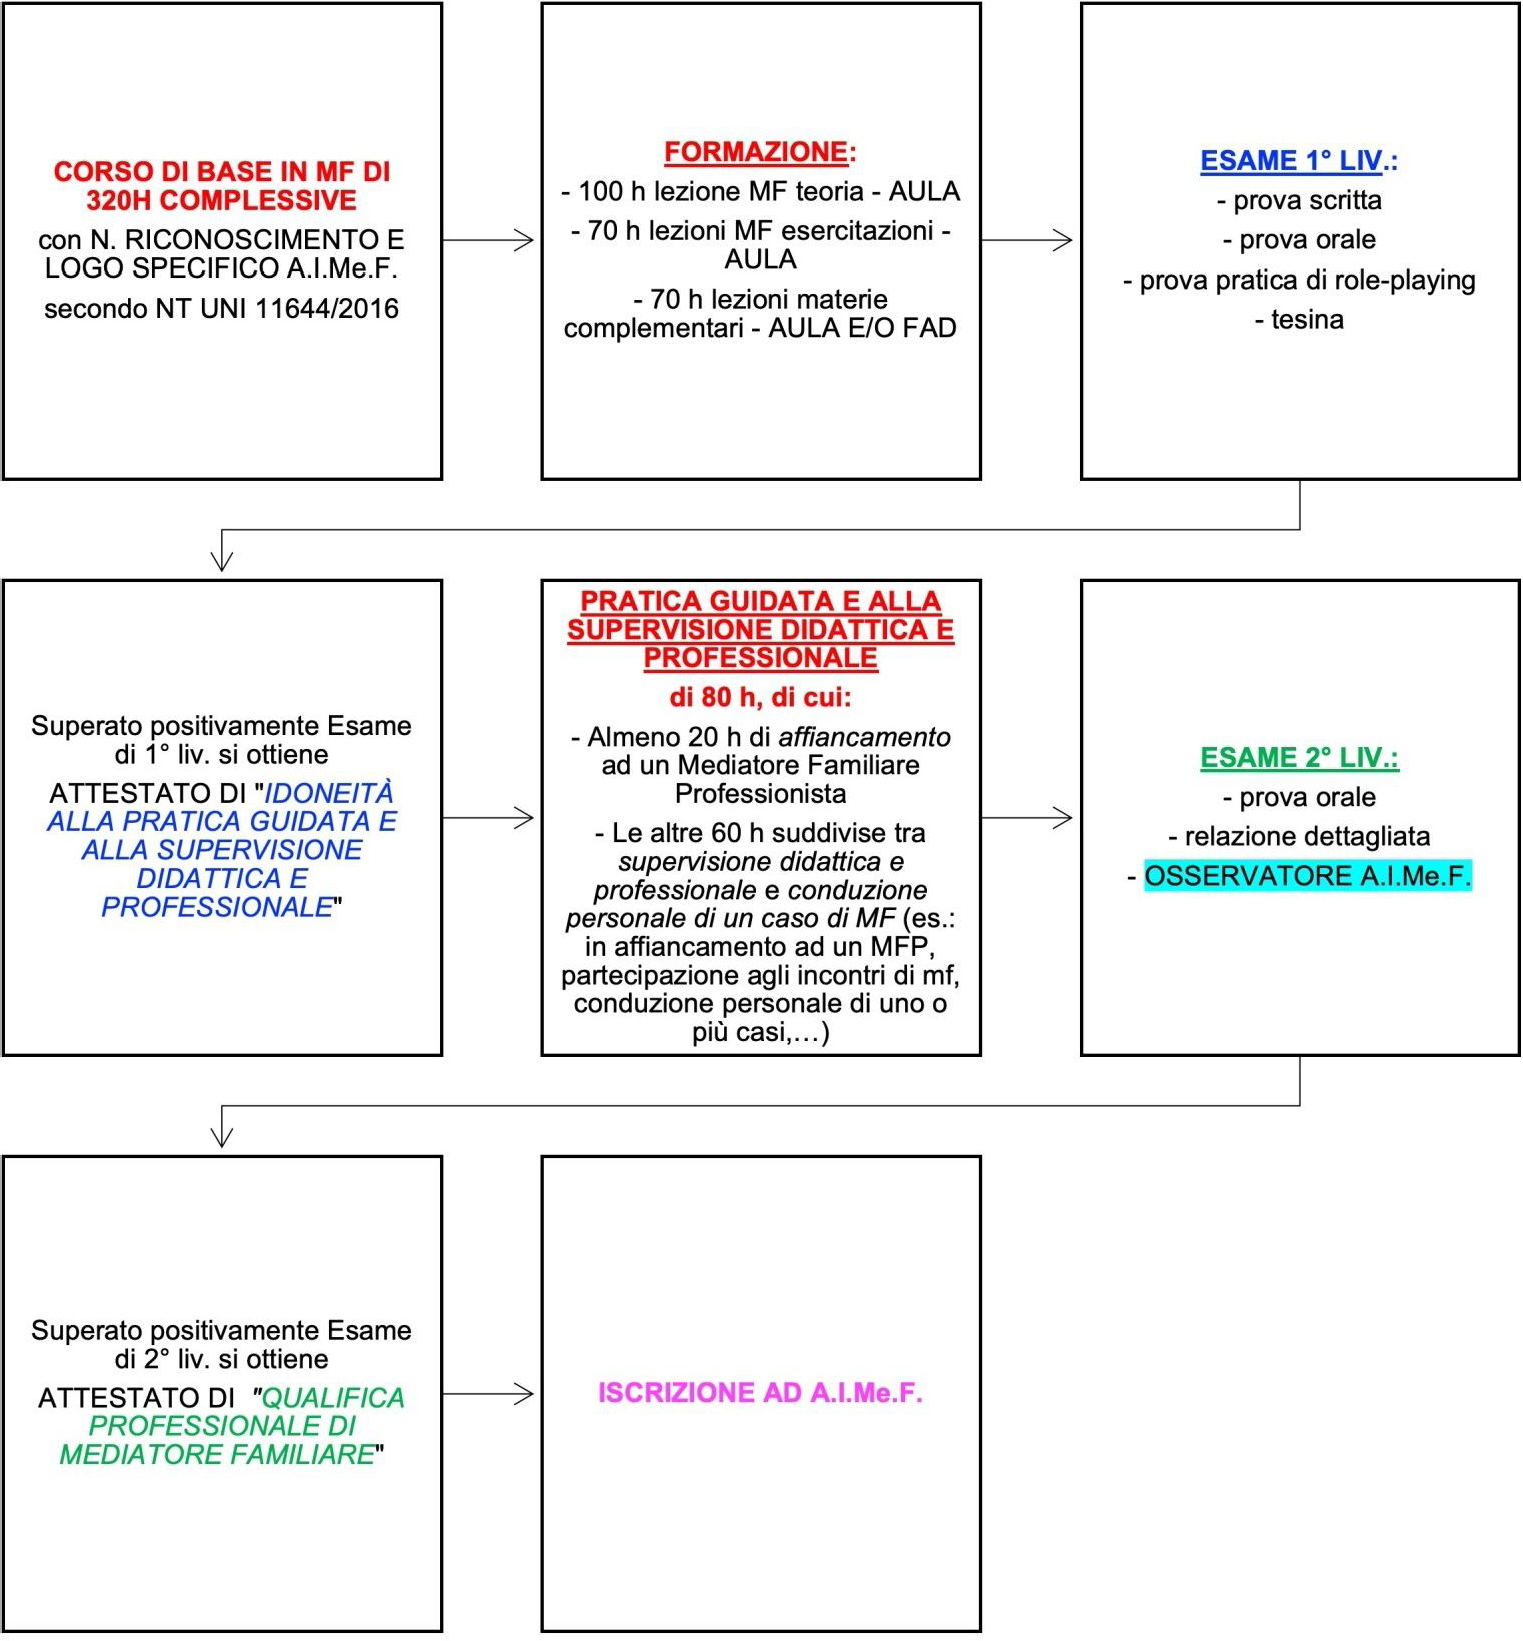 CORSO DI BASE IN MF DI
320H COMPLESSIVE
con N. RICONOSCIMENTO E
LOGO SPECIFICO A.I.Me.F.
secondo NT UNI 11644/2016
FORMAZIONE:
- 100 h lezione MF teoria - AULA
- 70 h lezioni MF esercitazioni -
AULA
- 70 h lezioni materie
complementari - AULA E/O FAD
ESAME 1° LIV.:
- prova scritta
- prova orale
- prova pratica di role-playing
- tesina
Superato positivamente Esame
di 1° liv. si ottiene
ATTESTATO DI "IDONEITÀ
ALLA PRATICA GUIDATA E
ALLA SUPERVISIONE
DIDATTICA E
PROFESSIONALE"
PRATICA GUIDATA E ALLA
SUPERVISIONE DIDATTICA E
PROFESSIONALE
di 80 h, di cui:
- Almeno 20 h di affiancamento
ad un Mediatore Familiare
Professionista
- Le altre 60 h suddivise tra
supervisione didattica e
professionale e conduzione
personale di un caso di MF (es.:
in affiancamento ad un MFP,
partecipazione agli incontri di mf,
conduzione personale di uno o
più casi,…)
ESAME 2° LIV.:
- prova orale
- relazione dettagliata
- OSSERVATORE A.I.Me.F.
Superato positivamente Esame
di 2° liv. si ottiene
ATTESTATO DI "QUALIFICA
PROFESSIONALE DI
MEDIATORE FAMILIARE"
ISCRIZIONE AD A.I.Me.F.